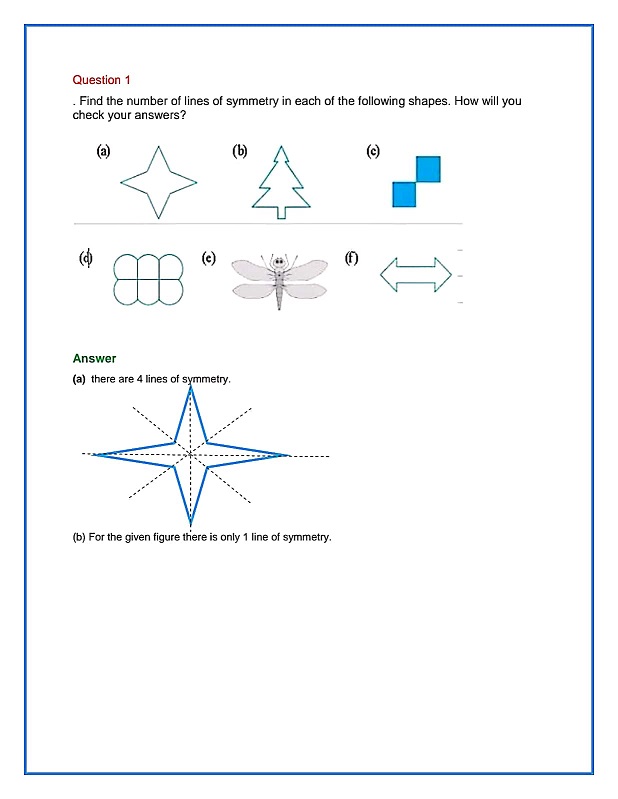 Question 1
. Find the number of lines of symmetry in each of the following shapes. How will you
check your answers?
(a) (b) (c)
(d) (e) (f)
Answer
(a) there are 4 lines of symmetry.
(b) For the given figure there is only 1 line of symmetry.